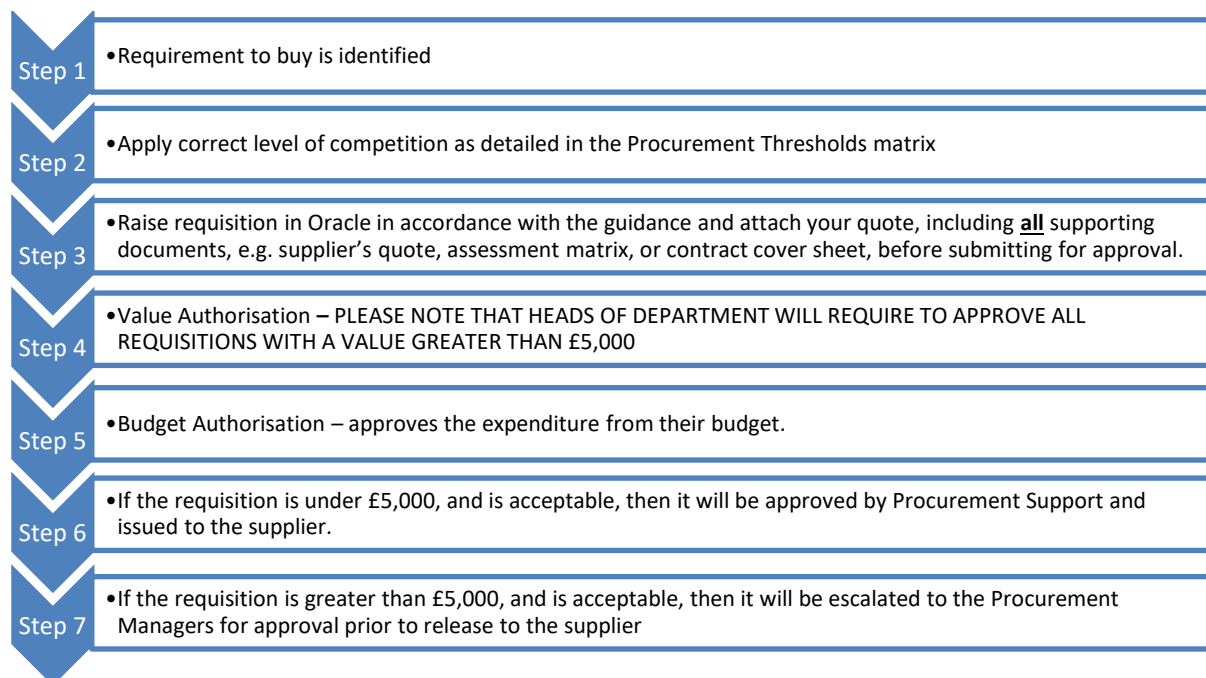 Step 1
•Requirement to buy is identified
Step 2
•Apply correct level of competition as detailed in the Procurement Thresholds matrix
Step 3
•Raise requisition in Oracle in accordance with the guidance and attach your quote, including all supporting
documents, e.g. supplier’s quote, assessment matrix, or contract cover sheet, before submitting for approval.
Step 4
•Value Authorisation – PLEASE NOTE THAT HEADS OF DEPARTMENT WILL REQUIRE TO APPROVE ALL
REQUISITIONS WITH A VALUE GREATER THAN £5,000
Step 5
•Budget Authorisation – approves the expenditure from their budget.
Step 6
•If the requisition is under £5,000, and is acceptable, then it will be approved by Procurement Support and
issued to the supplier.
Step 7
•If the requisition is greater than £5,000, and is acceptable, then it will be escalated to the Procurement
Managers for approval prior to release to the supplier